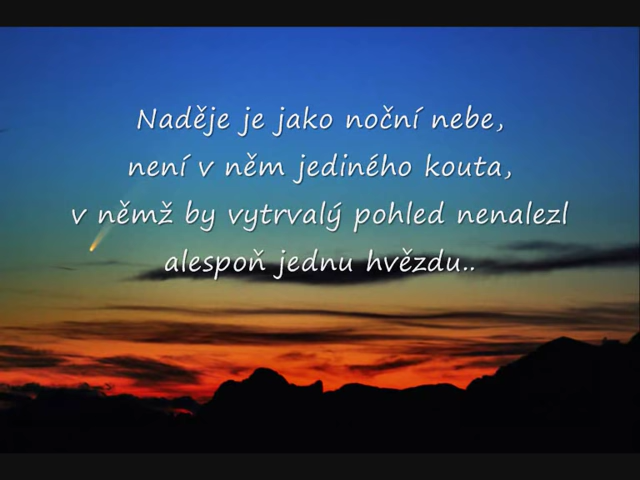 Naděje je jako noční nebe,
není v něm jediného kouta,
v němž by vytrvalý pohled nenalezl
alespoň jednu hvězdu..